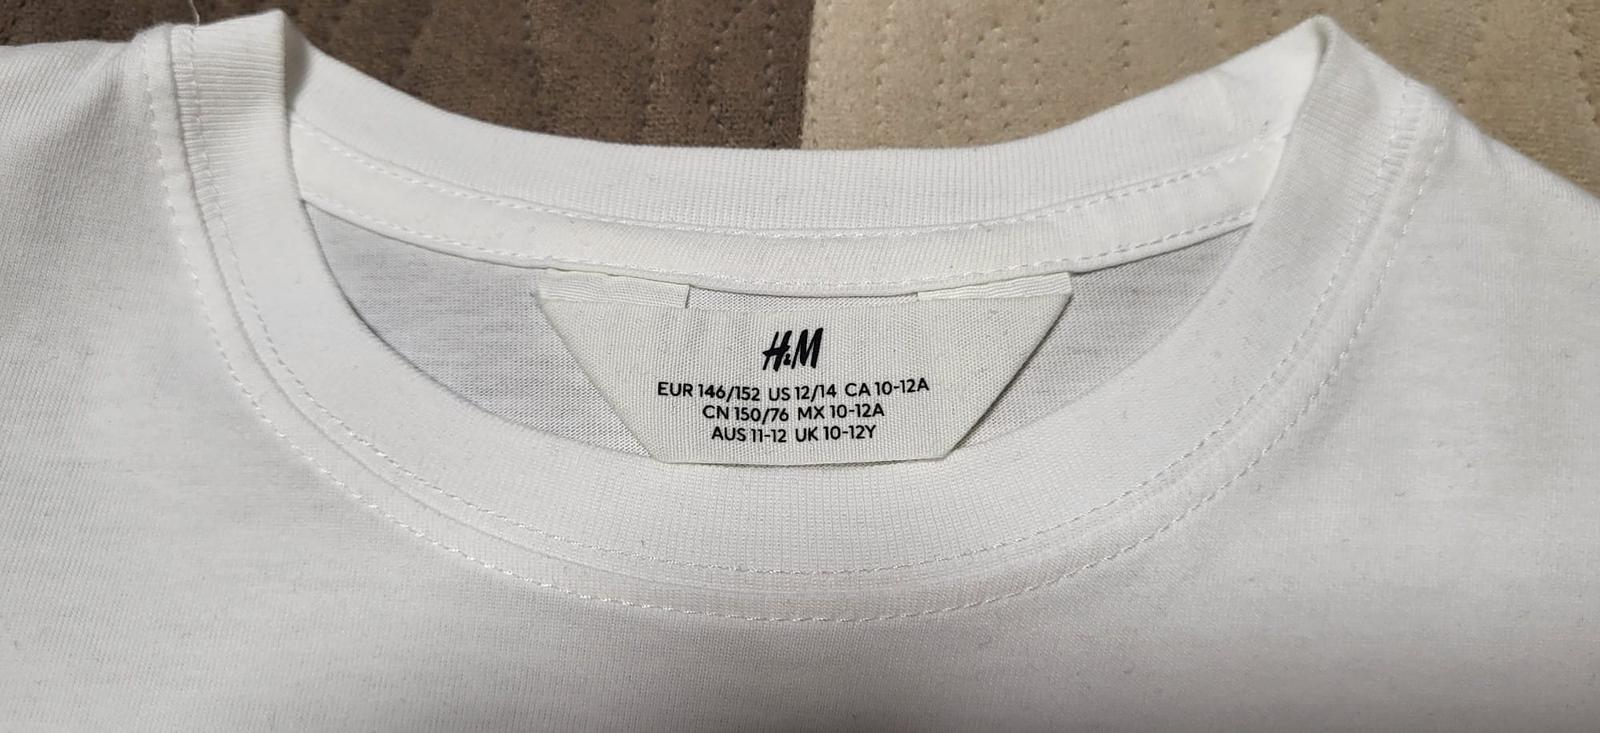 H&M
EUR 146/152 US 12/14 CA 10-12A
CN 150/76 MX 10-12A
AUS 11-12 UK 10-12Y